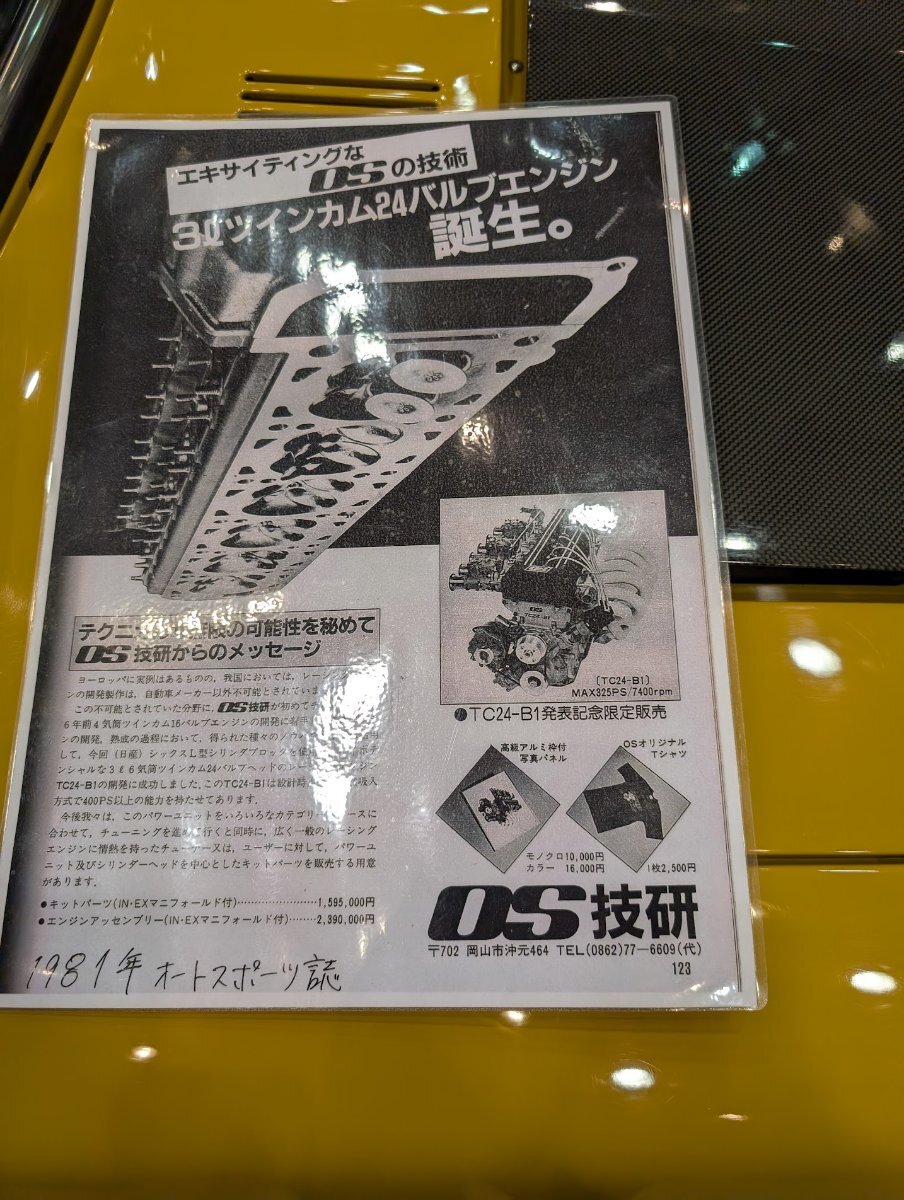 エキサイティングな
OSの技術
3ℓツインカム24バルブエンジン
誕生。
テクニ の可能性を秘めて
OS技研からのメッセージ
ヨーロッパに実例はあるものの、我国においては、レーシング
ンの開発製作は、自動車メーカー以外不可能とされていま
この不可能とされていた分野に、OS技研が初めて
6年前4気筒ツインカム16バルブエンジンの開発に着手
ンの開発、熟成の過程において、得られた種々のノウ
して、今回(日産)シックスL型シリンダブロックを使
ンシャルな3ℓ6気筒ツインカム24バルブヘッドのレー
TC24-B1の開発に成功しました。このTC24-B1は設計時 吸入
方式で400PS以上の能力を持たせてあります。
今後我々は、このパワーユニットをいろいろなカテゴリー ースに
合わせて、チューニングを進めて行くと同時に、広く一般のレーシング
エンジンに情熱を持ったチューナー又は、ユーザーに対して、パワーユ
ニット及びシリンダーヘッドを中心としたキットパーツを販売する用意
があります。
●キットパーツ(IN・EXマニフォールド付)……………………1,595,000円
●エンジンアッセンブリー(IN・EXマニフォールド付)………2,390,000円
〔TC24-B1〕
MAX325PS/7400rpm
●TC24-B1発表記念限定販売
高級アルミ枠付
写真パネル
OSオリジナル
Tシャツ
モノクロ10,000円
カラー 16,000円
1枚2,500円
OS技研
〒702 岡山市沖元464 TEL(0862)77—6609(代)
123
1981年 オートスポーツ誌